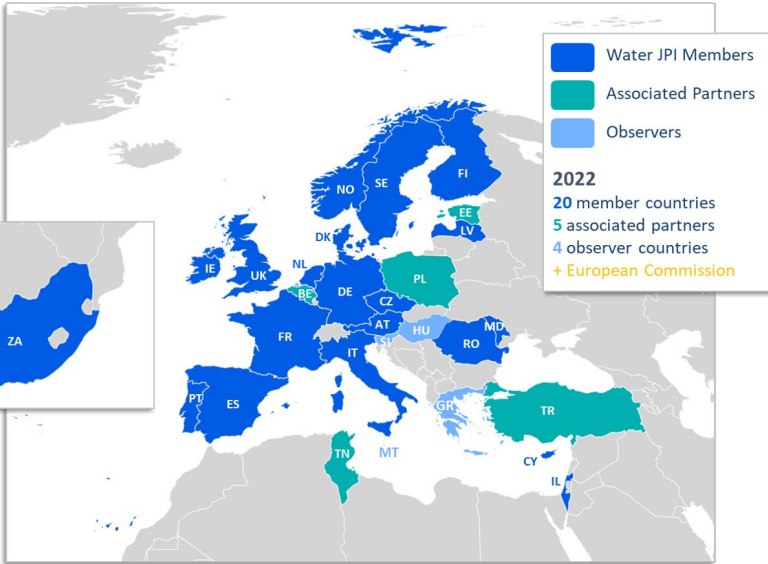 Water JPI Members
Associated Partners
Observers
2022
20 member countries
5 associated partners
4 observer countries
+ European Commission
NO
SE
FI
EE
LV
DK
IE
UK
NL
BE
DE
PL
CZ
AT
HU
SI
MD
RO
FR
IT
ZA
PT
ES
GR
TR
TN
MT
CY
IL